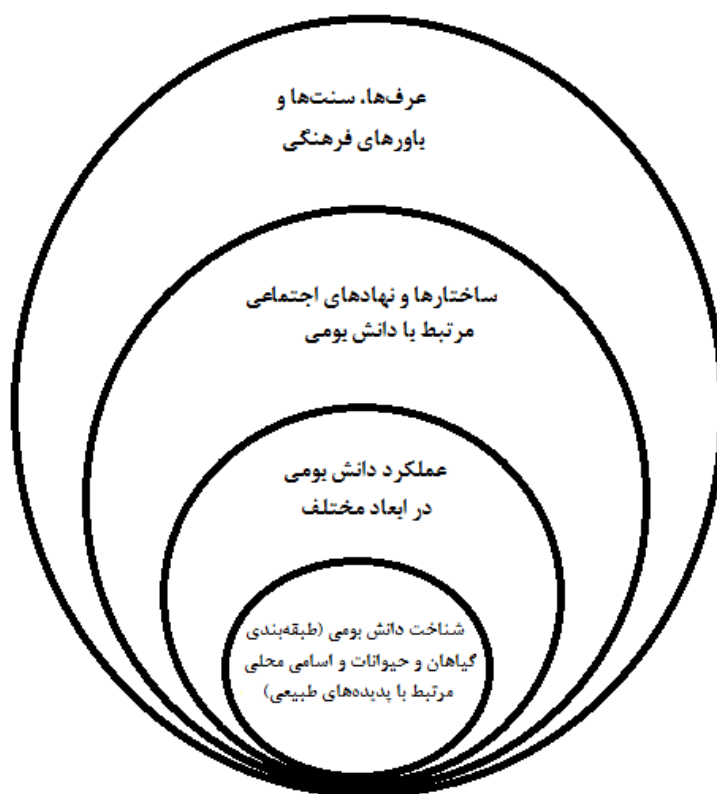 عرف‌ها، سنت‌ها و
باورهای فرهنگی
ساختارها و نهادهای اجتماعی
مرتبط با دانش بومی
عملکرد دانش بومی
در ابعاد مختلف
شناخت دانش بومی (طبقه‌بندی
گیاهان و حیوانات و اسامی محلی
مرتبط با پدیده‌های طبیعی)